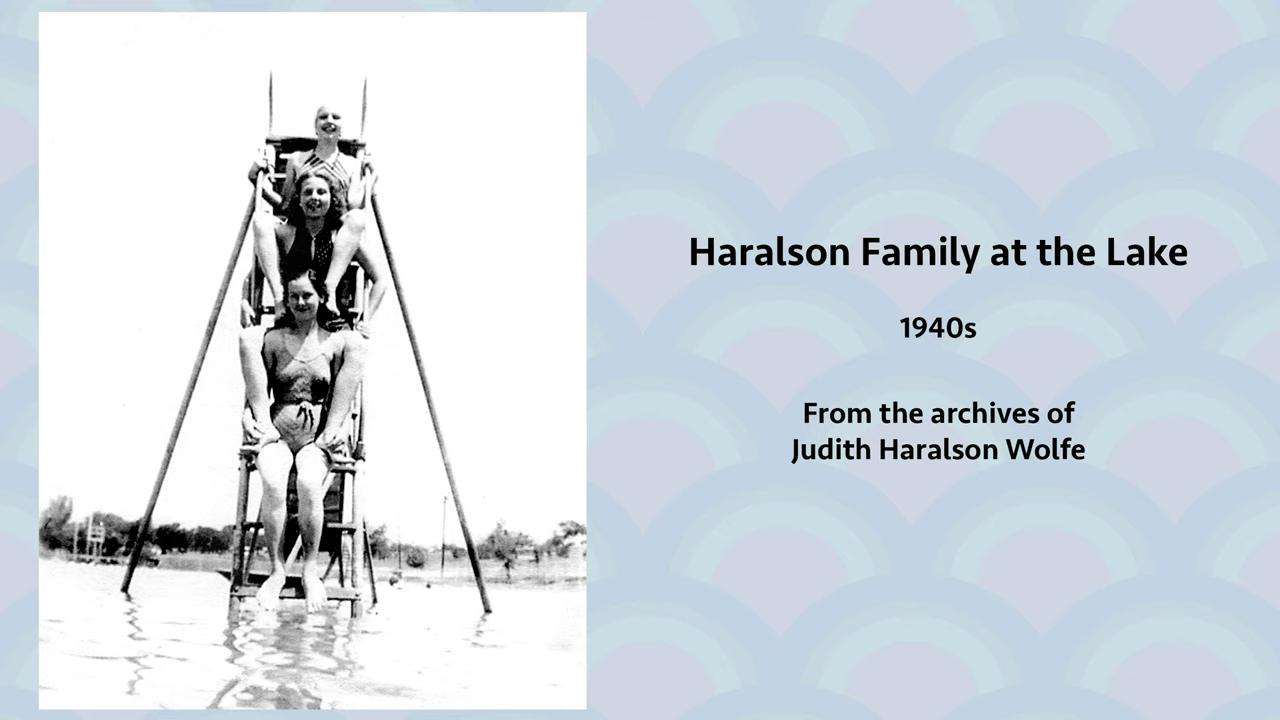 Haralson Family at the Lake
1940s
From the archives of
Judith Haralson Wolfe